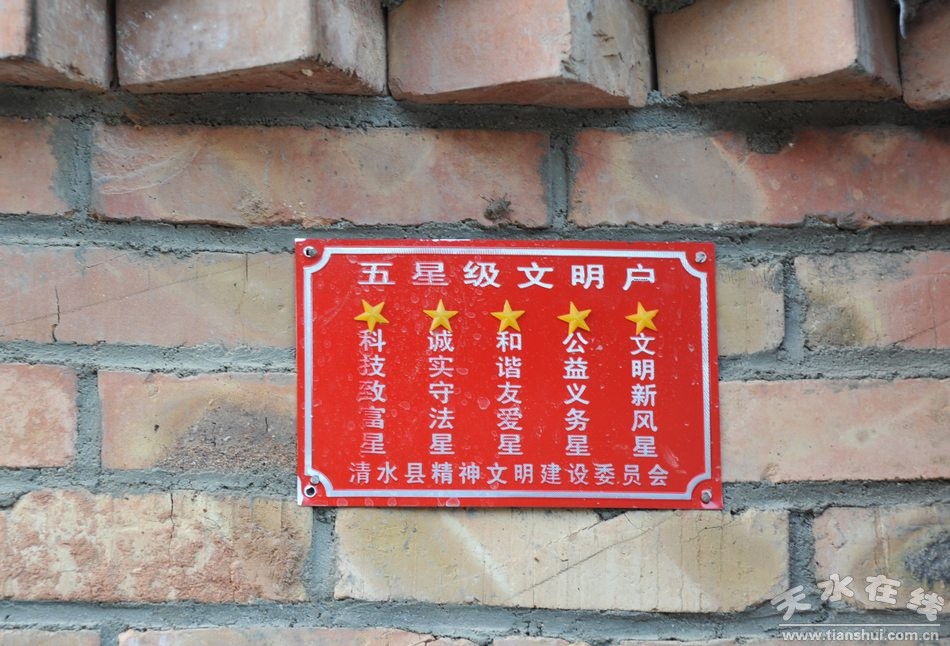 五星级文明户
科技致富星
诚实守法星
和谐友爱星
公益义务星
文明新风星
清水县精神文明建设委员会
天水在线
www.tianshui.com.cn